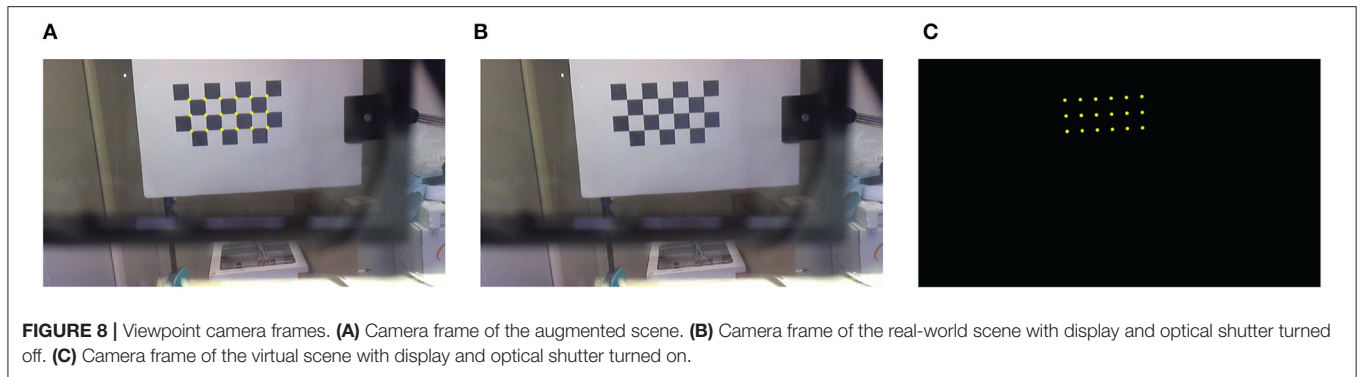 A
B
C
FIGURE 8 | Viewpoint camera frames. (A) Camera frame of the augmented scene. (B) Camera frame of the real-world scene with display and optical shutter turned
off. (C) Camera frame of the virtual scene with display and optical shutter turned on.